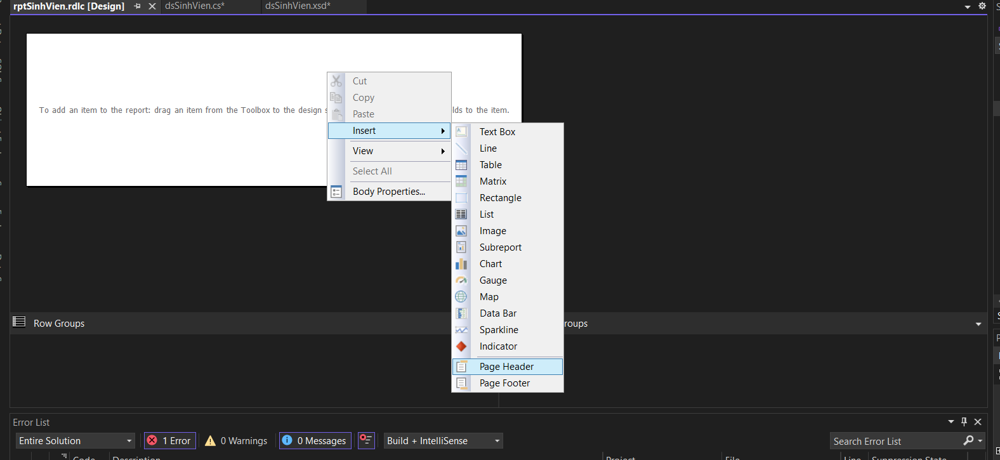 rptSinhVien.rdlc [Design]
dsSinhVien.cs*
dsSinhVien.xsd*
To add an item to the report: drag an item from the Toolbox to the design
lds to the item.
Cut
Copy
Paste
Insert
View
Select All
Body Properties...
Text Box
Line
Table
Matrix
Rectangle
List
Image
Subreport
Chart
Gauge
Map
Data Bar
Sparkline
Indicator
Page Header
Page Footer
Row Groups
roups
Error List
Entire Solution
1 Error
0 Warnings
0 Messages
Build + IntelliSense
Search Error List
Code
Description
Project
File
Line
Suppression State